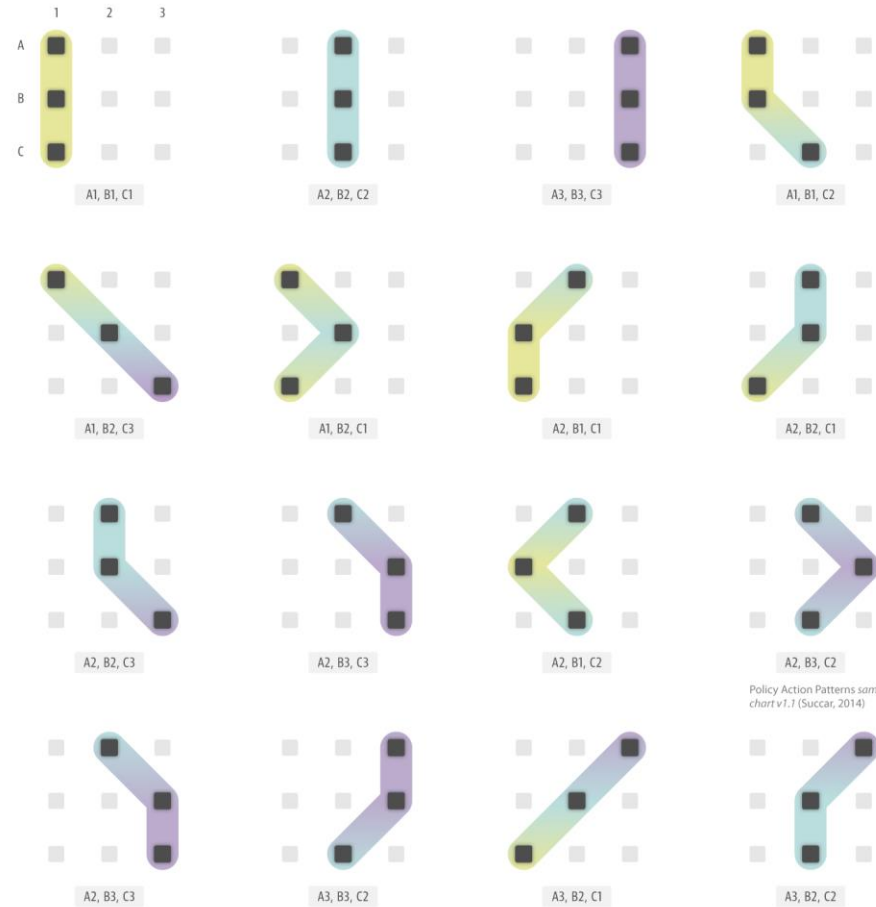 1 2 3
A
B
C
A1, B1, C1
A2, B2, C2
A3, B3, C3
A1, B1, C2
A1, B2, C3
A1, B2, C1
A2, B1, C1
A2, B2, C1
A2, B2, C3
A2, B3, C3
A2, B1, C2
A2, B3, C2
Policy Action Patterns
chart v1.1 (Succar, 2014)
A2, B3, C3
A3, B3, C2
A3, B2, C1
A3, B2, C2